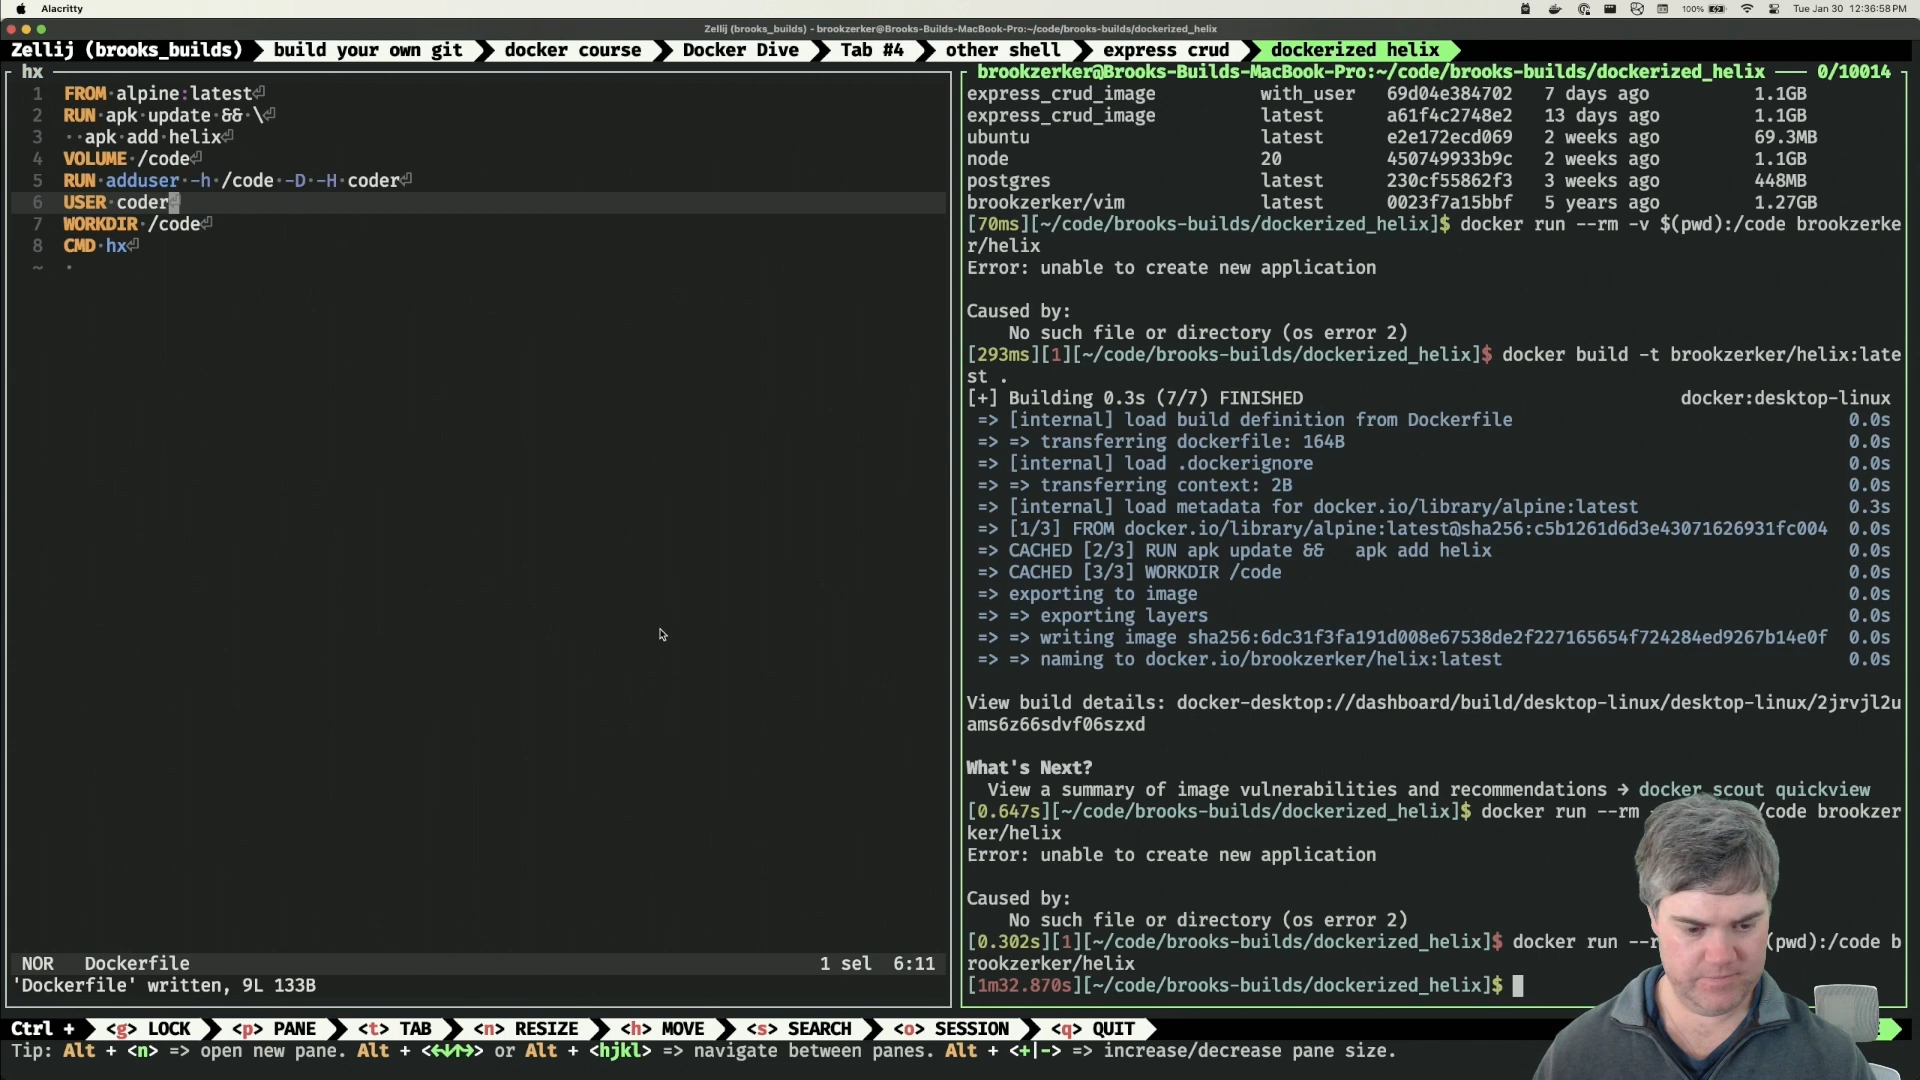 Alacritty
100%
Tue Jan 30 12:36:58 PM
Zellij (brooks_builds) - brookzerker@Brooks-Builds-MacBook-Pro:~/code/brooks-builds/dockerized_helix
Zellij (brooks_builds) build your own git docker course Docker Dive Tab #4 other shell express crud dockerized helix
hx
1 FROM·alpine:latest⏎
2 RUN·apk·update·&&·\⏎
3 ··apk·add·helix⏎
4 VOLUME·/code⏎
5 RUN·adduser·-h·/code·-D·-H·coder⏎
6 USER·coder⏎
7 WORKDIR·/code⏎
8 CMD·hx⏎
~ ·
NOR Dockerfile 1 sel 6:11
'Dockerfile' written, 9L 133B
brookzerker@Brooks-Builds-MacBook-Pro:~/code/brooks-builds/dockerized_helix 0/10014
express_crud_image with_user 69d04e384702 7 days ago 1.1GB
express_crud_image latest a61f4c2748e2 13 days ago 1.1GB
ubuntu latest e2e172ecd069 2 weeks ago 69.3MB
node 20 450749933b9c 2 weeks ago 1.1GB
postgres latest 230cf55862f3 3 weeks ago 448MB
brookzerker/vim latest 0023f7a15bbf 5 years ago 1.27GB
[70ms][~/code/brooks-builds/dockerized_helix]$ docker run --rm -v $(pwd):/code brookzerke
r/helix
Error: unable to create new application
Caused by:
No such file or directory (os error 2)
[293ms][1][~/code/brooks-builds/dockerized_helix]$ docker build -t brookzerker/helix:late
st .
[+] Building 0.3s (7/7) FINISHED docker:desktop-linux
=> [internal] load build definition from Dockerfile 0.0s
=> => transferring dockerfile: 164B 0.0s
=> [internal] load .dockerignore 0.0s
=> => transferring context: 2B 0.0s
=> [internal] load metadata for docker.io/library/alpine:latest 0.3s
=> [1/3] FROM docker.io/library/alpine:latest@sha256:c5b1261d6d3e43071626931fc004 0.0s
=> CACHED [2/3] RUN apk update && apk add helix 0.0s
=> CACHED [3/3] WORKDIR /code 0.0s
=> exporting to image 0.0s
=> => exporting layers 0.0s
=> => writing image sha256:6dc31f3fa191d008e67538de2f227165654f724284ed9267b14e0f 0.0s
=> => naming to docker.io/brookzerker/helix:latest 0.0s
View build details: docker-desktop://dashboard/build/desktop-linux/desktop-linux/2jrvjl2u
ams6z66sdvf06szxd
What's Next?
View a summary of image vulnerabilities and recommendations → docker scout quickview
[0.647s][~/code/brooks-builds/dockerized_helix]$ docker run --rm /code brookzer
ker/helix
Error: unable to create new application
Caused by:
No such file or directory (os error 2)
[0.302s][1][~/code/brooks-builds/dockerized_helix]$ docker run (pwd):/code b
rookzerker/helix
[1m32.870s][~/code/brooks-builds/dockerized_helix]$
Ctrl + <g> LOCK <p> PANE <t> TAB <n> RESIZE <h> MOVE <s> SEARCH <o> SESSION <q> QUIT
Tip: Alt + <n> => open new pane. Alt + <←↓↑→> or Alt + <hjkl> => navigate between panes. Alt + <+|-> => increase/decrease pane size.